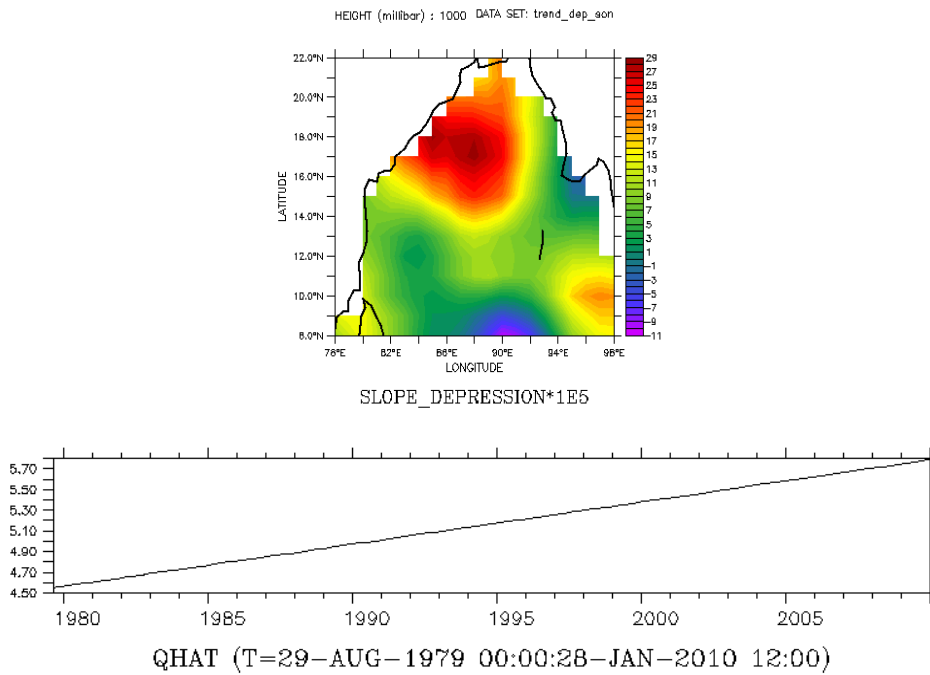 HEIGHT (millibar) : 1000 DATA SET: trend_dep_son
22.0°N
20.0°N
18.0°N
16.0°N
14.0°N
12.0°N
10.0°N
8.0°N
LATITUDE
29
27
25
23
21
19
17
15
13
11
9
7
5
3
1
-1
-3
-5
-7
-9
-11
78°E 82°E 86°E 90°E 94°E 98°E
LONGITUDE
SLOPE_DEPRESSION*1E5
5.70
5.50
5.30
5.10
4.90
4.70
4.50
1980 1985 1990 1995 2000 2005
QHAT (T=29-AUG-1979 00:00:28-JAN-2010 12:00)